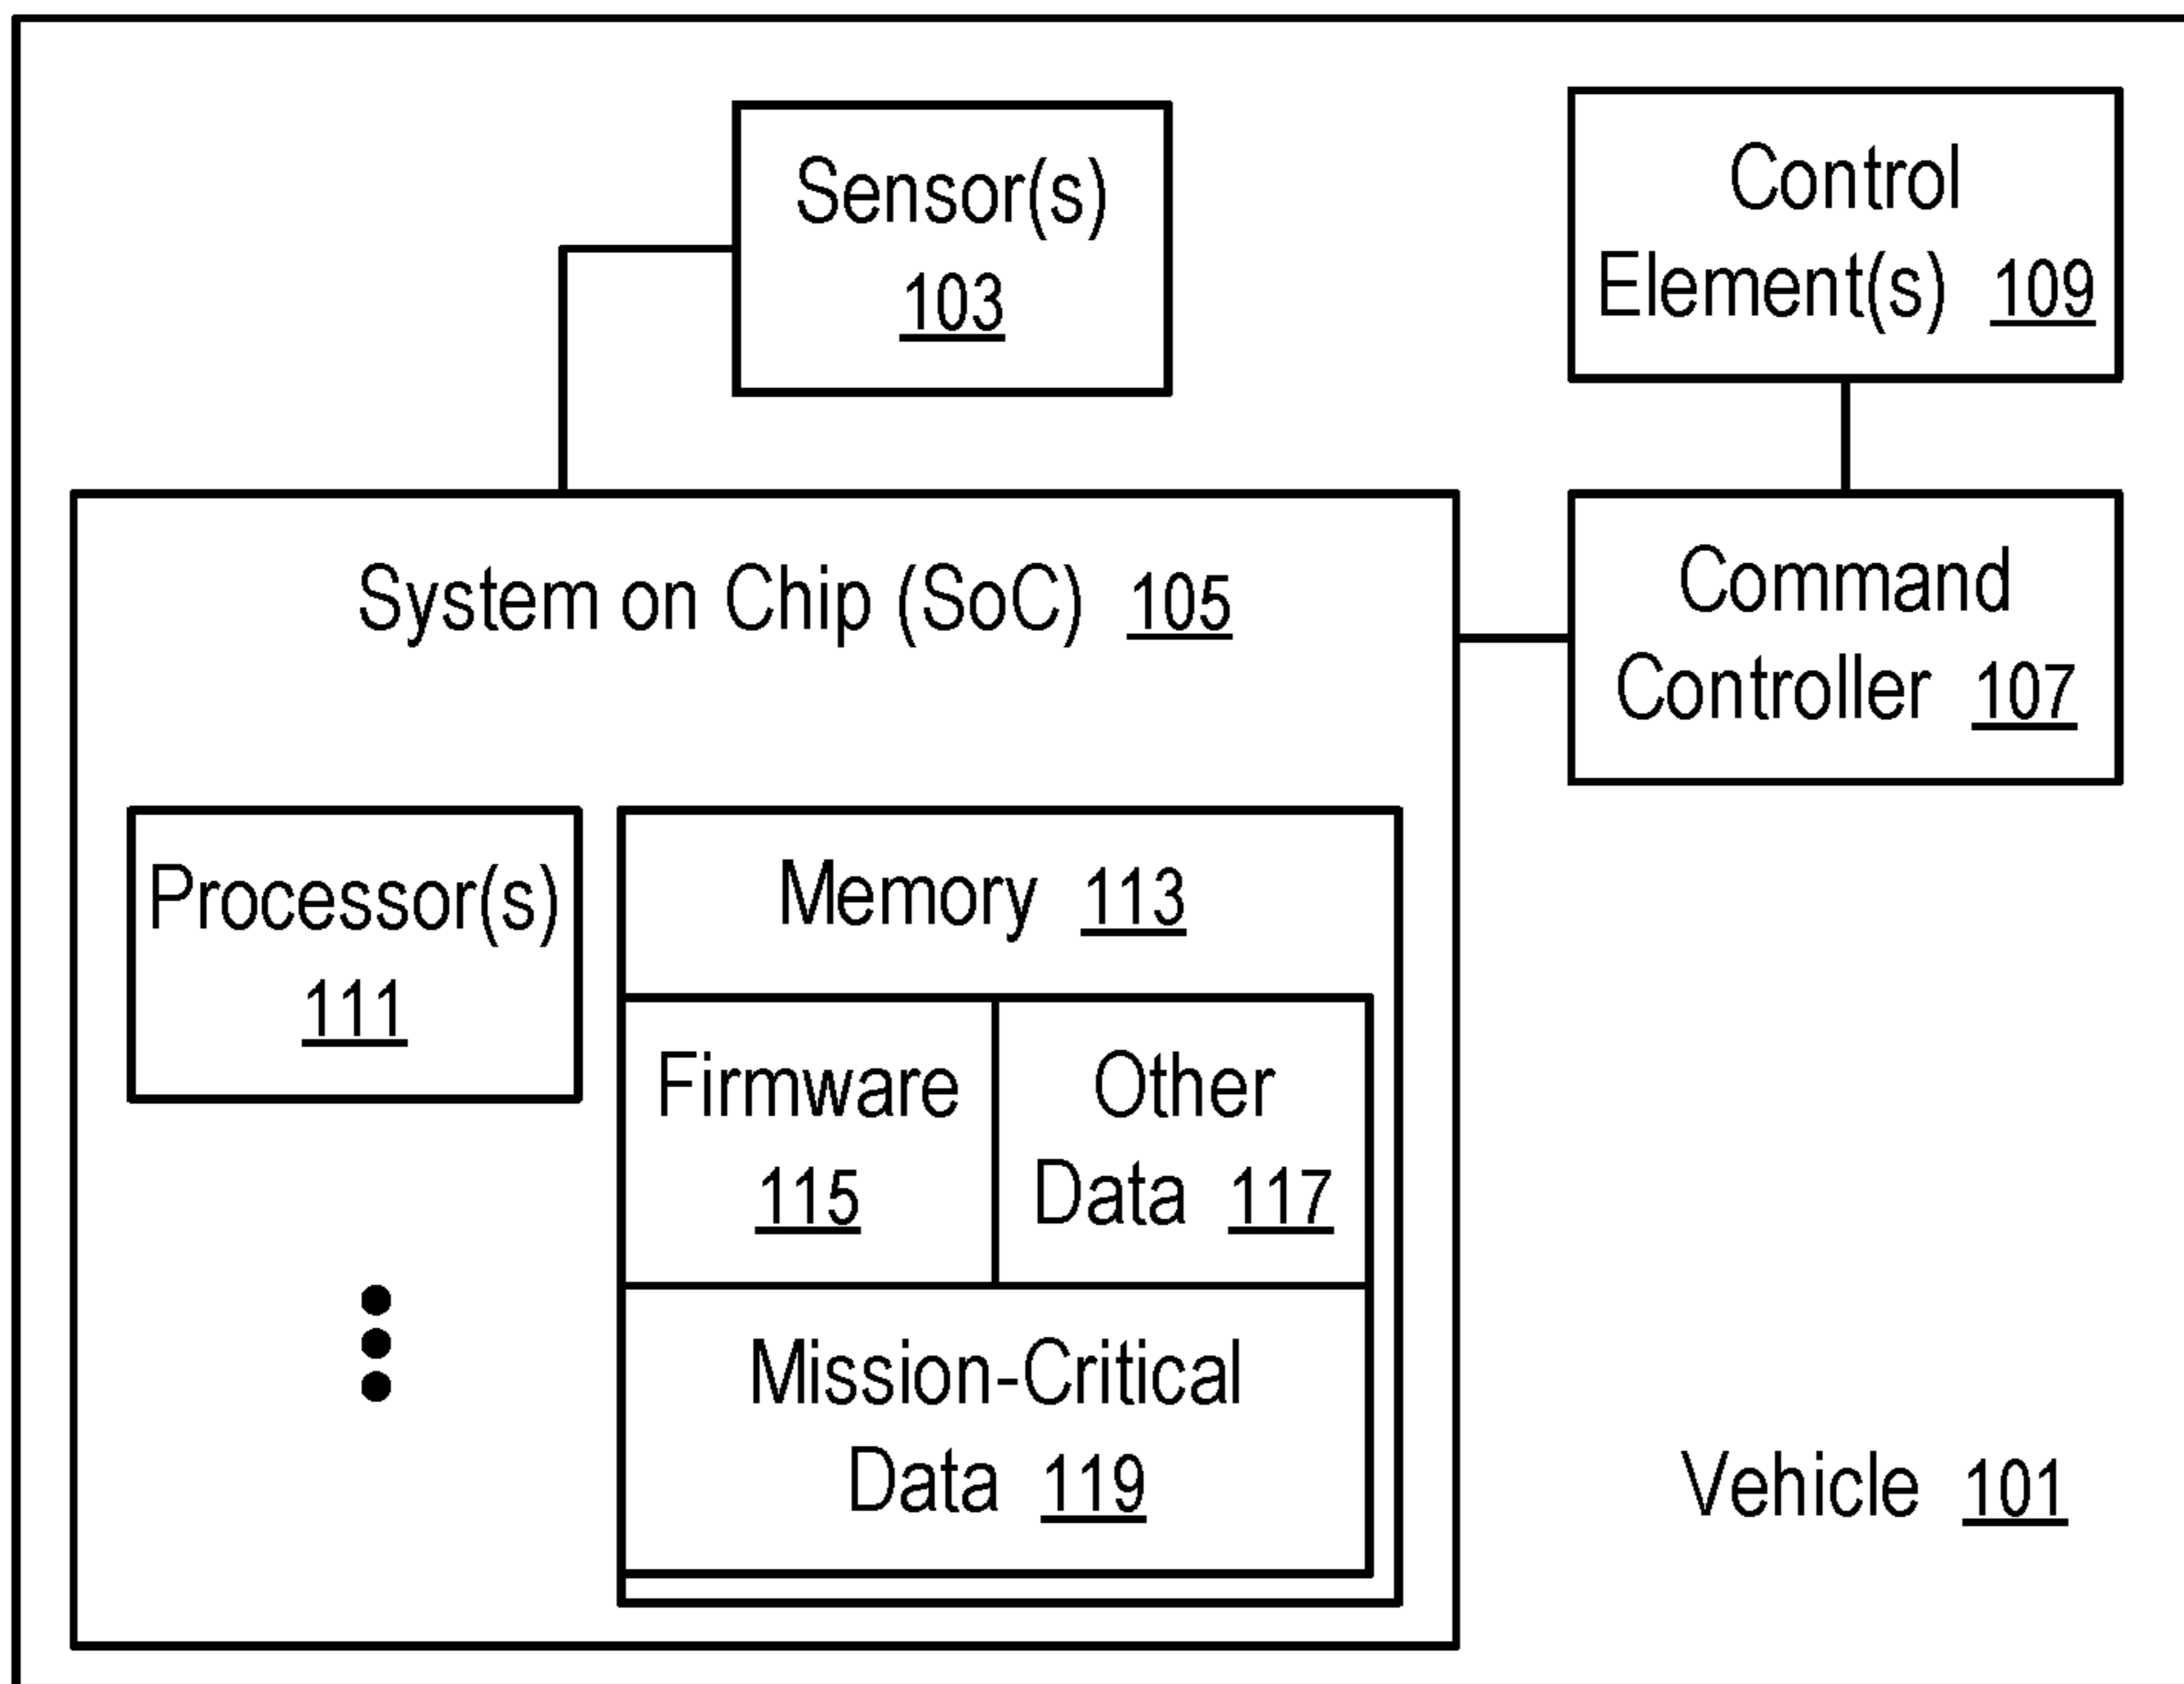 Sensor(s)
103
Control
Element(s) 109
System on Chip (SoC) 105
Command
Controller 107
Processor(s)
111
Memory 113
Firmware
115
Other
Data 117
Mission-Critical
Data 119
Vehicle 101